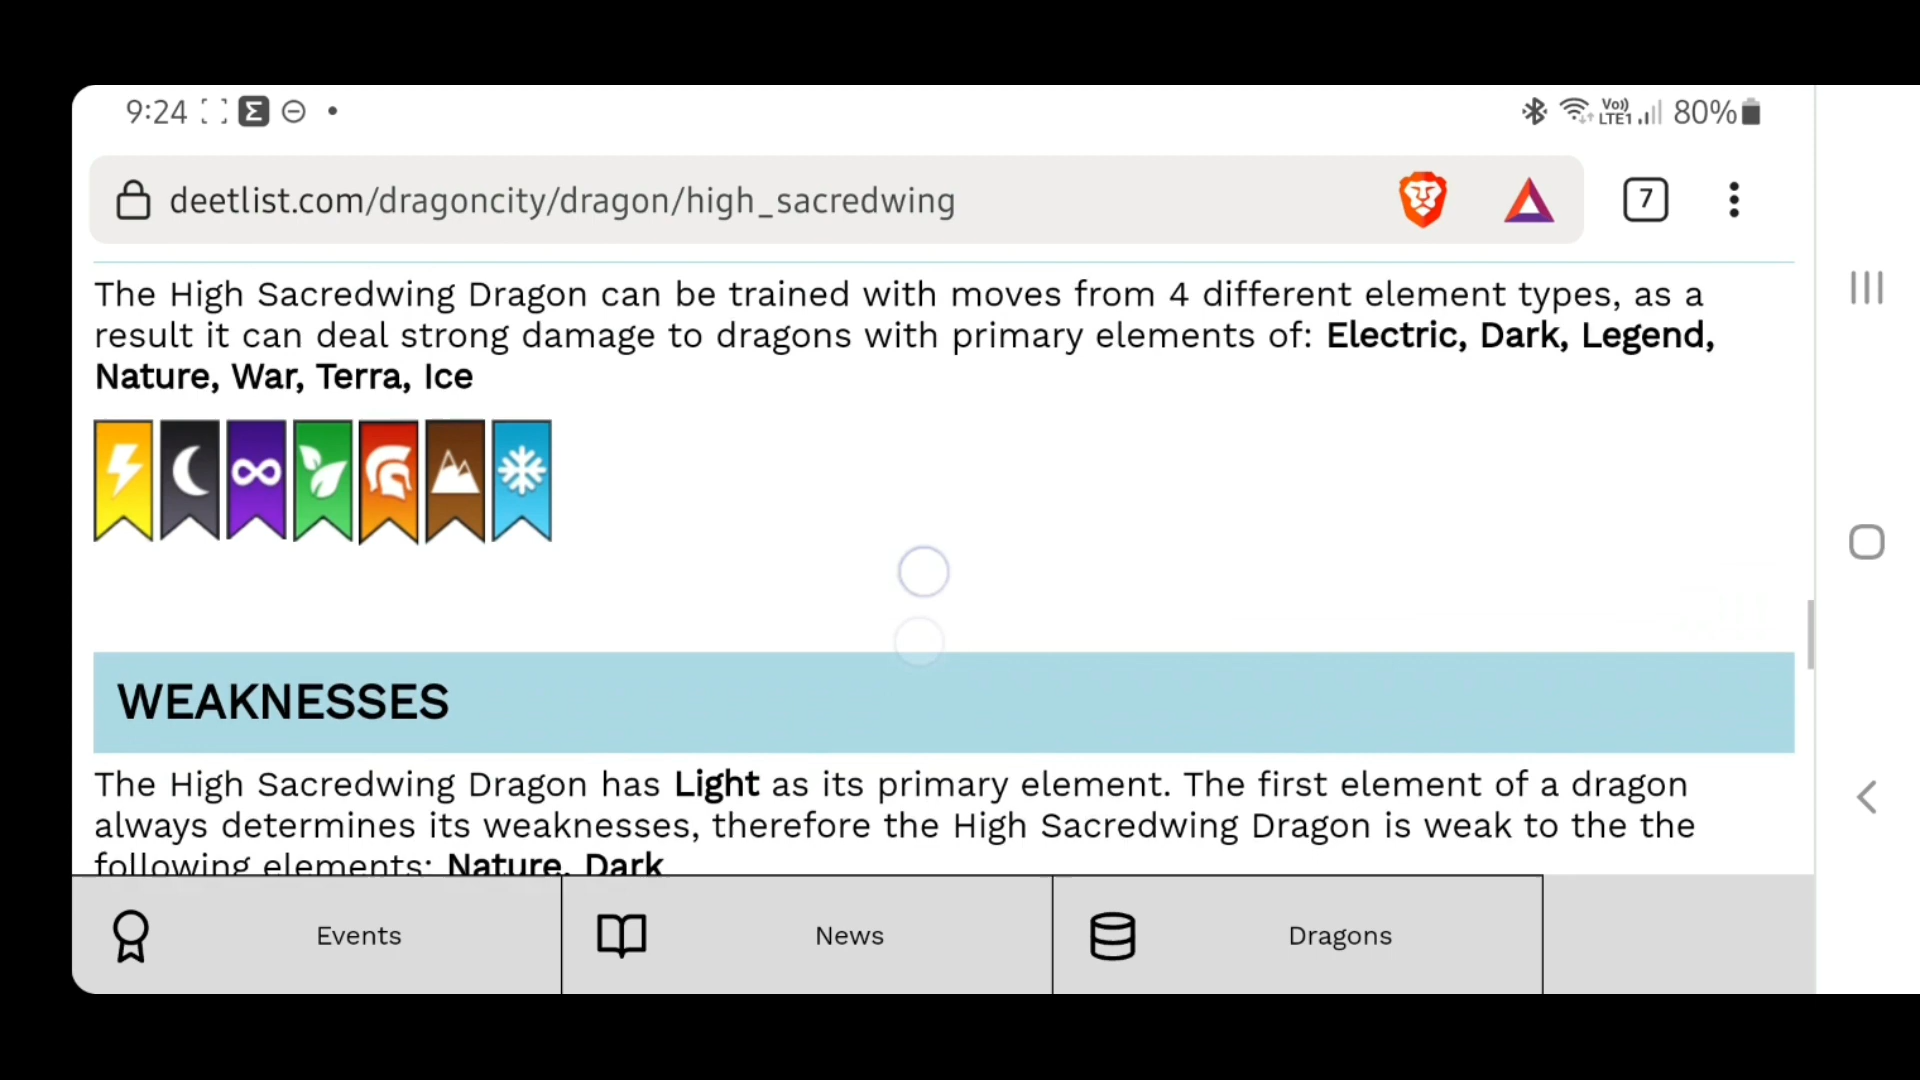 9:24
Vo)) LTE1 80%
deetlist.com/dragoncity/dragon/high_sacredwing
7
The High Sacredwing Dragon can be trained with moves from 4 different element types, as a
result it can deal strong damage to dragons with primary elements of: Electric, Dark, Legend,
Nature, War, Terra, Ice
WEAKNESSES
The High Sacredwing Dragon has Light as its primary element. The first element of a dragon
always determines its weaknesses, therefore the High Sacredwing Dragon is weak to the the
following elements: Nature, Dark
Events
News
Dragons